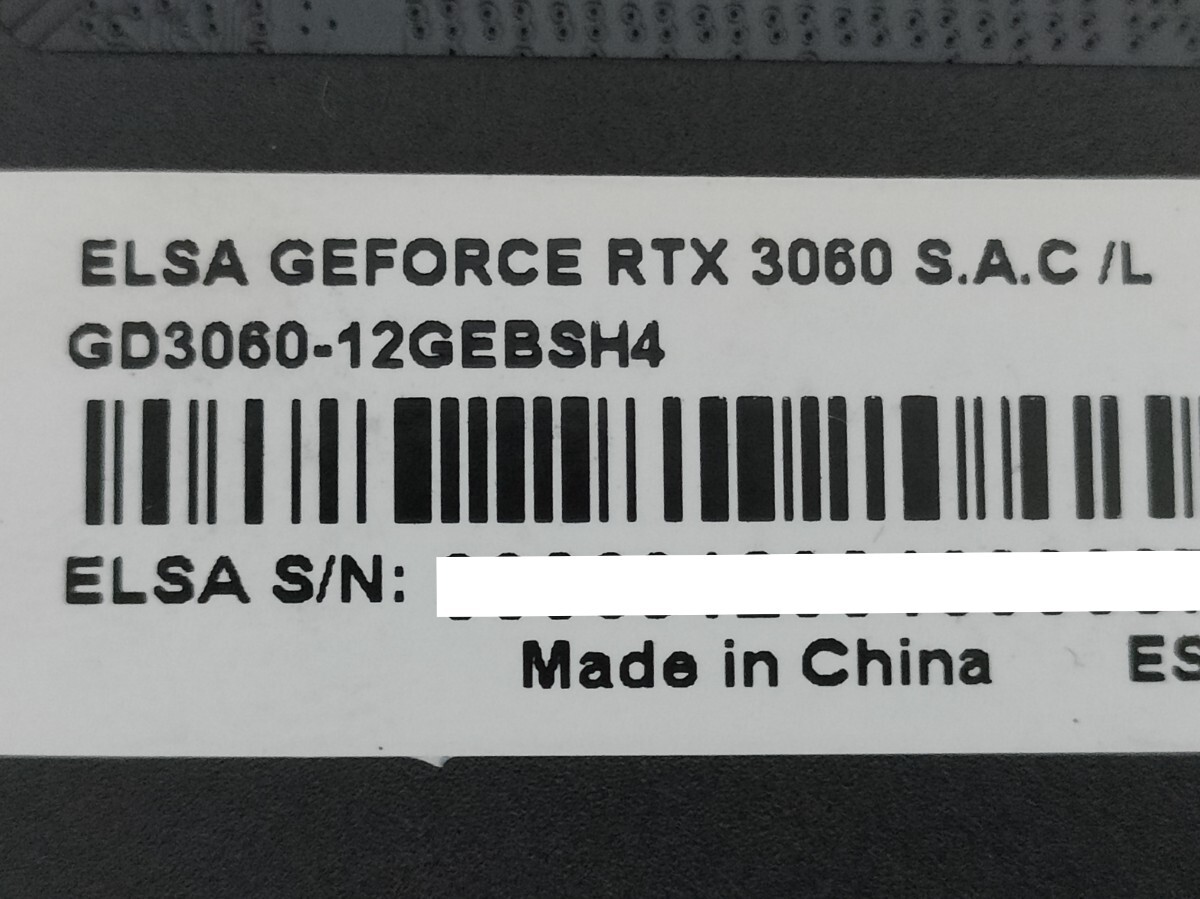 ELSA GEFORCE RTX 3060 S.A.C /L
GD3060-12GEBSH4
ELSA S/N:
Made in China